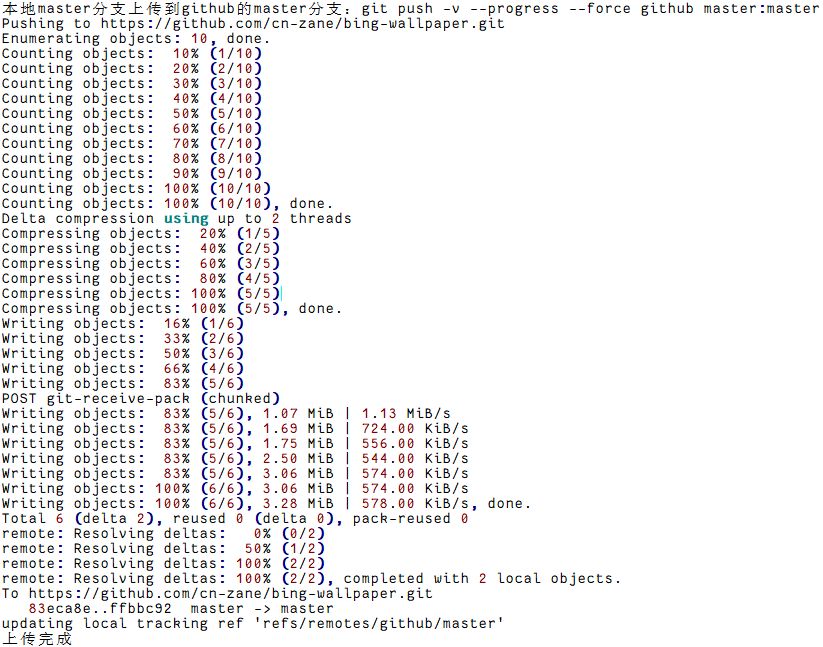 本地master分支上传到github的master分支：git push -v --progress --force github master:master
Pushing to https://github.com/cn-zane/bing-wallpaper.git
Enumerating objects: 10, done.
Counting objects:  10% (1/10)
Counting objects:  20% (2/10)
Counting objects:  30% (3/10)
Counting objects:  40% (4/10)
Counting objects:  50% (5/10)
Counting objects:  60% (6/10)
Counting objects:  70% (7/10)
Counting objects:  80% (8/10)
Counting objects:  90% (9/10)
Counting objects: 100% (10/10)
Counting objects: 100% (10/10), done.
Delta compression using up to 2 threads
Compressing objects:  20% (1/5)
Compressing objects:  40% (2/5)
Compressing objects:  60% (3/5)
Compressing objects:  80% (4/5)
Compressing objects: 100% (5/5)
Compressing objects: 100% (5/5), done.
Writing objects:  16% (1/6)
Writing objects:  33% (2/6)
Writing objects:  50% (3/6)
Writing objects:  66% (4/6)
Writing objects:  83% (5/6)
POST git-receive-pack (chunked)
Writing objects:  83% (5/6), 1.07 MiB | 1.13 MiB/s
Writing objects:  83% (5/6), 1.69 MiB | 724.00 KiB/s
Writing objects:  83% (5/6), 1.75 MiB | 556.00 KiB/s
Writing objects:  83% (5/6), 2.50 MiB | 544.00 KiB/s
Writing objects:  83% (5/6), 3.06 MiB | 574.00 KiB/s
Writing objects: 100% (6/6), 3.06 MiB | 574.00 KiB/s
Writing objects: 100% (6/6), 3.28 MiB | 578.00 KiB/s, done.
Total 6 (delta 2), reused 0 (delta 0), pack-reused 0
remote: Resolving deltas:   0% (0/2)
remote: Resolving deltas:  50% (1/2)
remote: Resolving deltas: 100% (2/2)
remote: Resolving deltas: 100% (2/2), completed with 2 local objects.
To https://github.com/cn-zane/bing-wallpaper.git
   83eca8e..ffbbc92  master -> master
updating local tracking ref 'refs/remotes/github/master'
上传完成